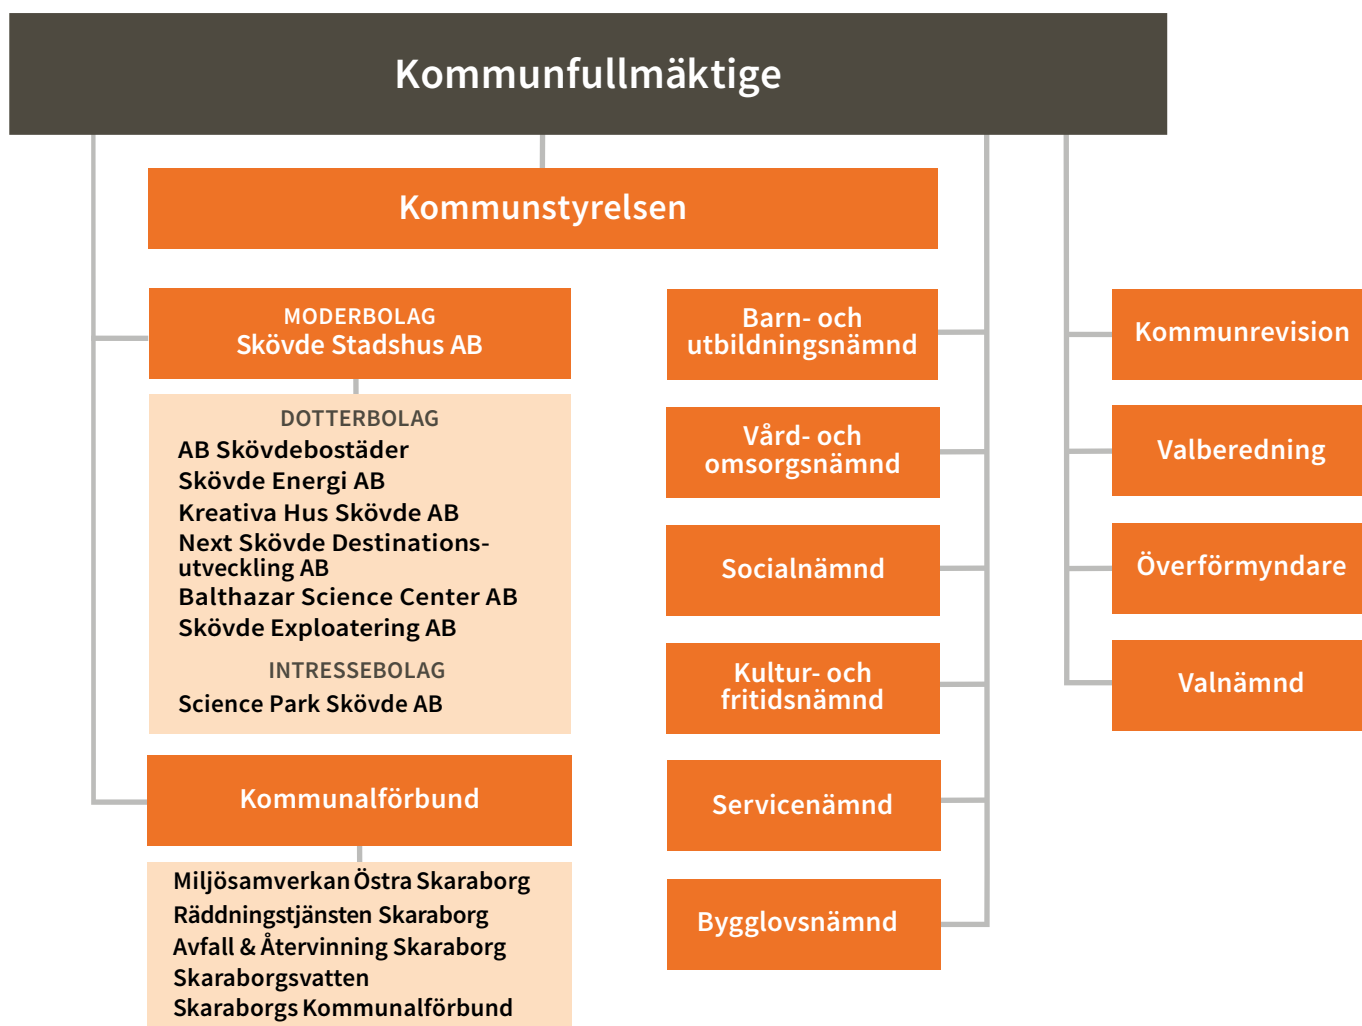 Kommunfullmäktige
Kommunstyrelsen
MODERBOLAG
Skövde Stadshus AB
DOTTERBOLAG
AB Skövdebostäder
Skövde Energi AB
Kreativa Hus Skövde AB
Next Skövde Destinations-
utveckling AB
Balthazar Science Center AB
Skövde Exploatering AB
INTRESSEBOLAG
Science Park Skövde AB
Kommunalförbund
Miljösamverkan Östra Skaraborg
Räddningstjänsten Skaraborg
Avfall & Återvinning Skaraborg
Skaraborgsvatten
Skaraborgs Kommunalförbund
Barn- och
utbildningsnämnd
Vård- och
omsorgsnämnd
Socialnämnd
Kultur- och
fritidsnämnd
Servicenämnd
Bygglovsnämnd
Kommunrevision
Valberedning
Överförmyndare
Valnämnd